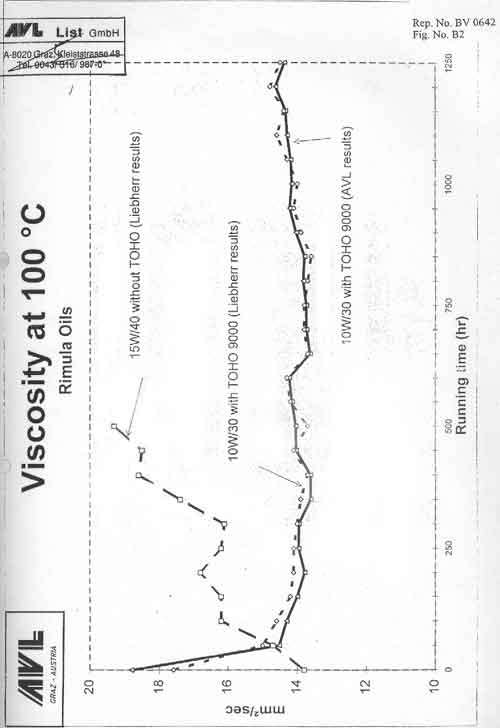 Rep. No. BV 0642
Fig. No. B2
AVL List GmbH
A-8020 Graz, Kleiststrasse 48
Tel. 0043/ 316/ 987-0
Viscosity at 100 °C
Rimula Oils
AVL
GRAZ - AUSTRIA
15W/40 without TOHO (Liebherr results)
10W/30 with TOHO 9000 (Liebherr results)
10W/30 with TOHO 9000 (AVL results)
mm²/sec
20
18
16
14
12
10
0
250
500
750
1000
1250
Running time (hr)